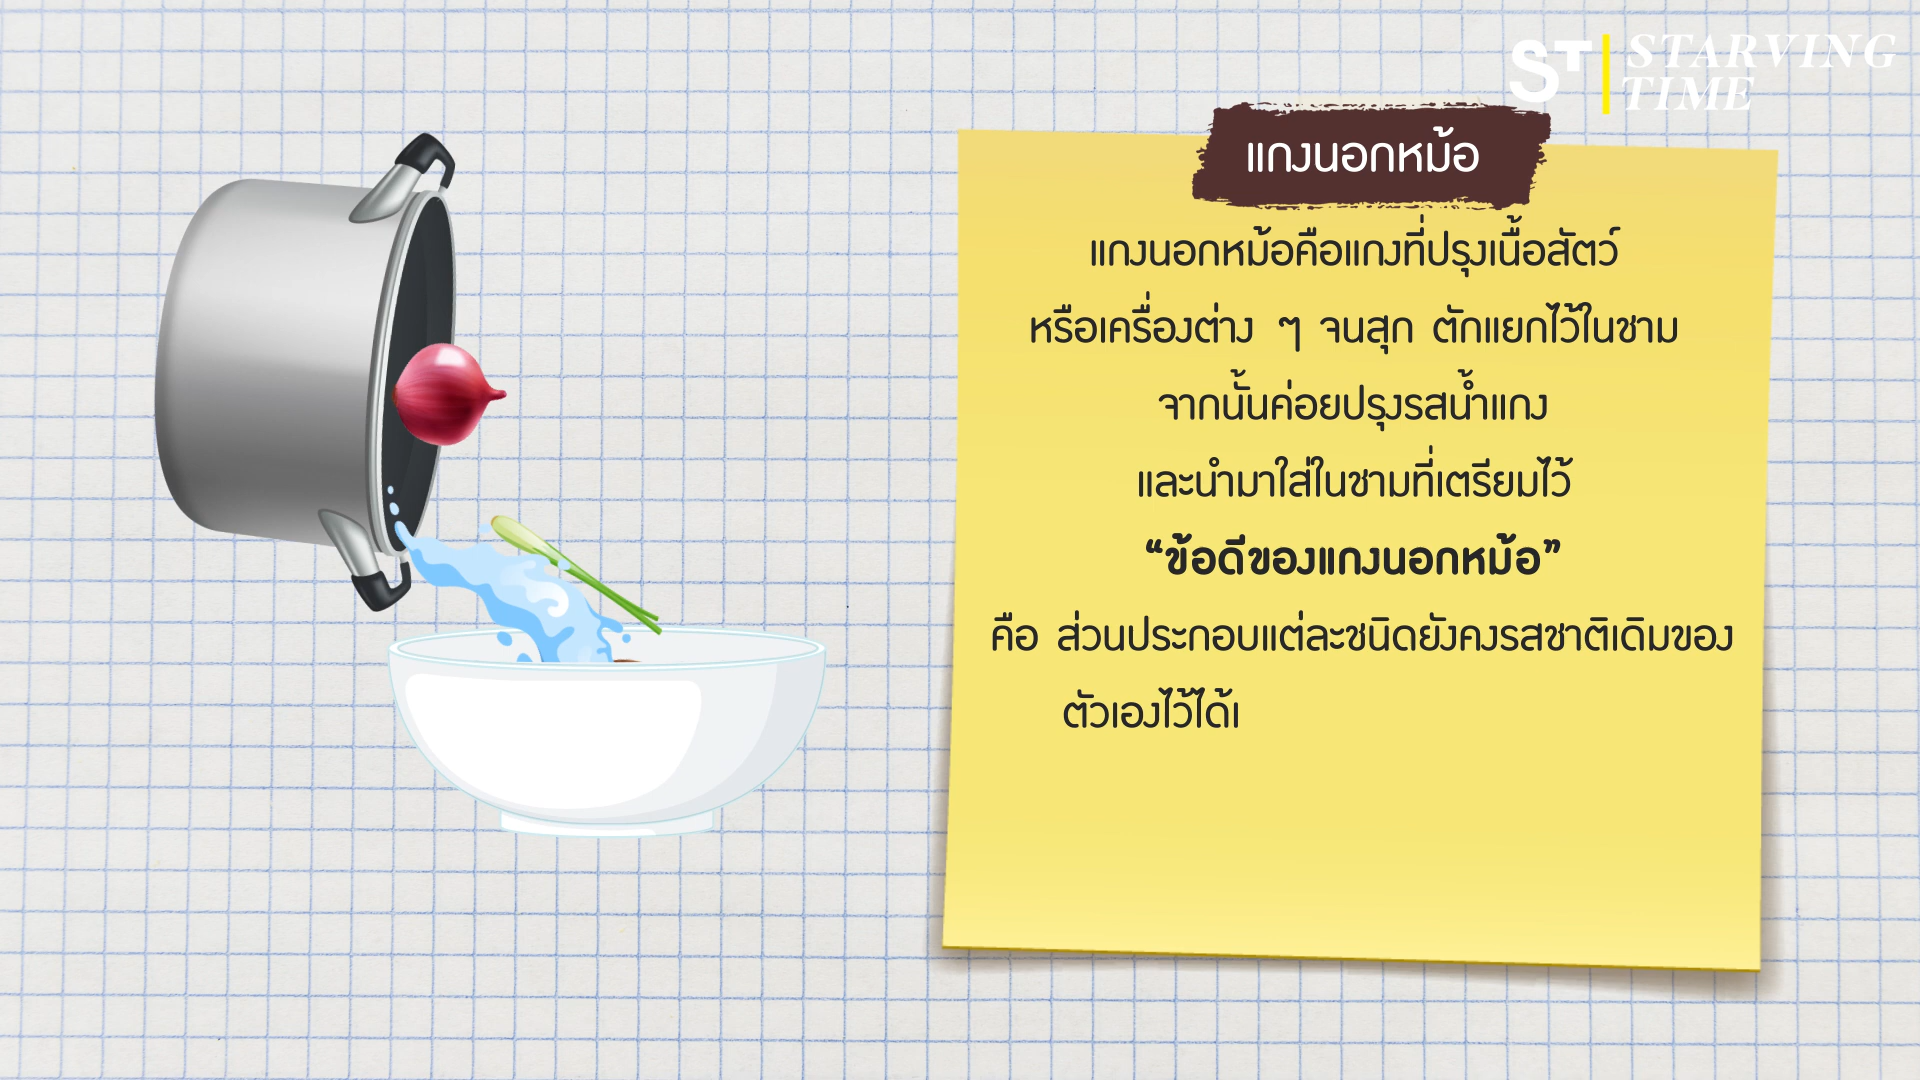 ST | STARVING
TIME
แกงนอกหม้อ
แกงนอกหม้อคือแกงที่ปรุงเนื้อสัตว์
หรือเครื่องต่าง ๆ จนสุก ตักแยกไว้ในชาม
จากนั้นค่อยปรุงรสน้ำแกง
และนำมาใส่ในชามที่เตรียมไว้
“ข้อดีของแกงนอกหม้อ”
คือ ส่วนประกอบแต่ละชนิดยังคงรสชาติเดิมของ
ตัวเองไว้ได้เ